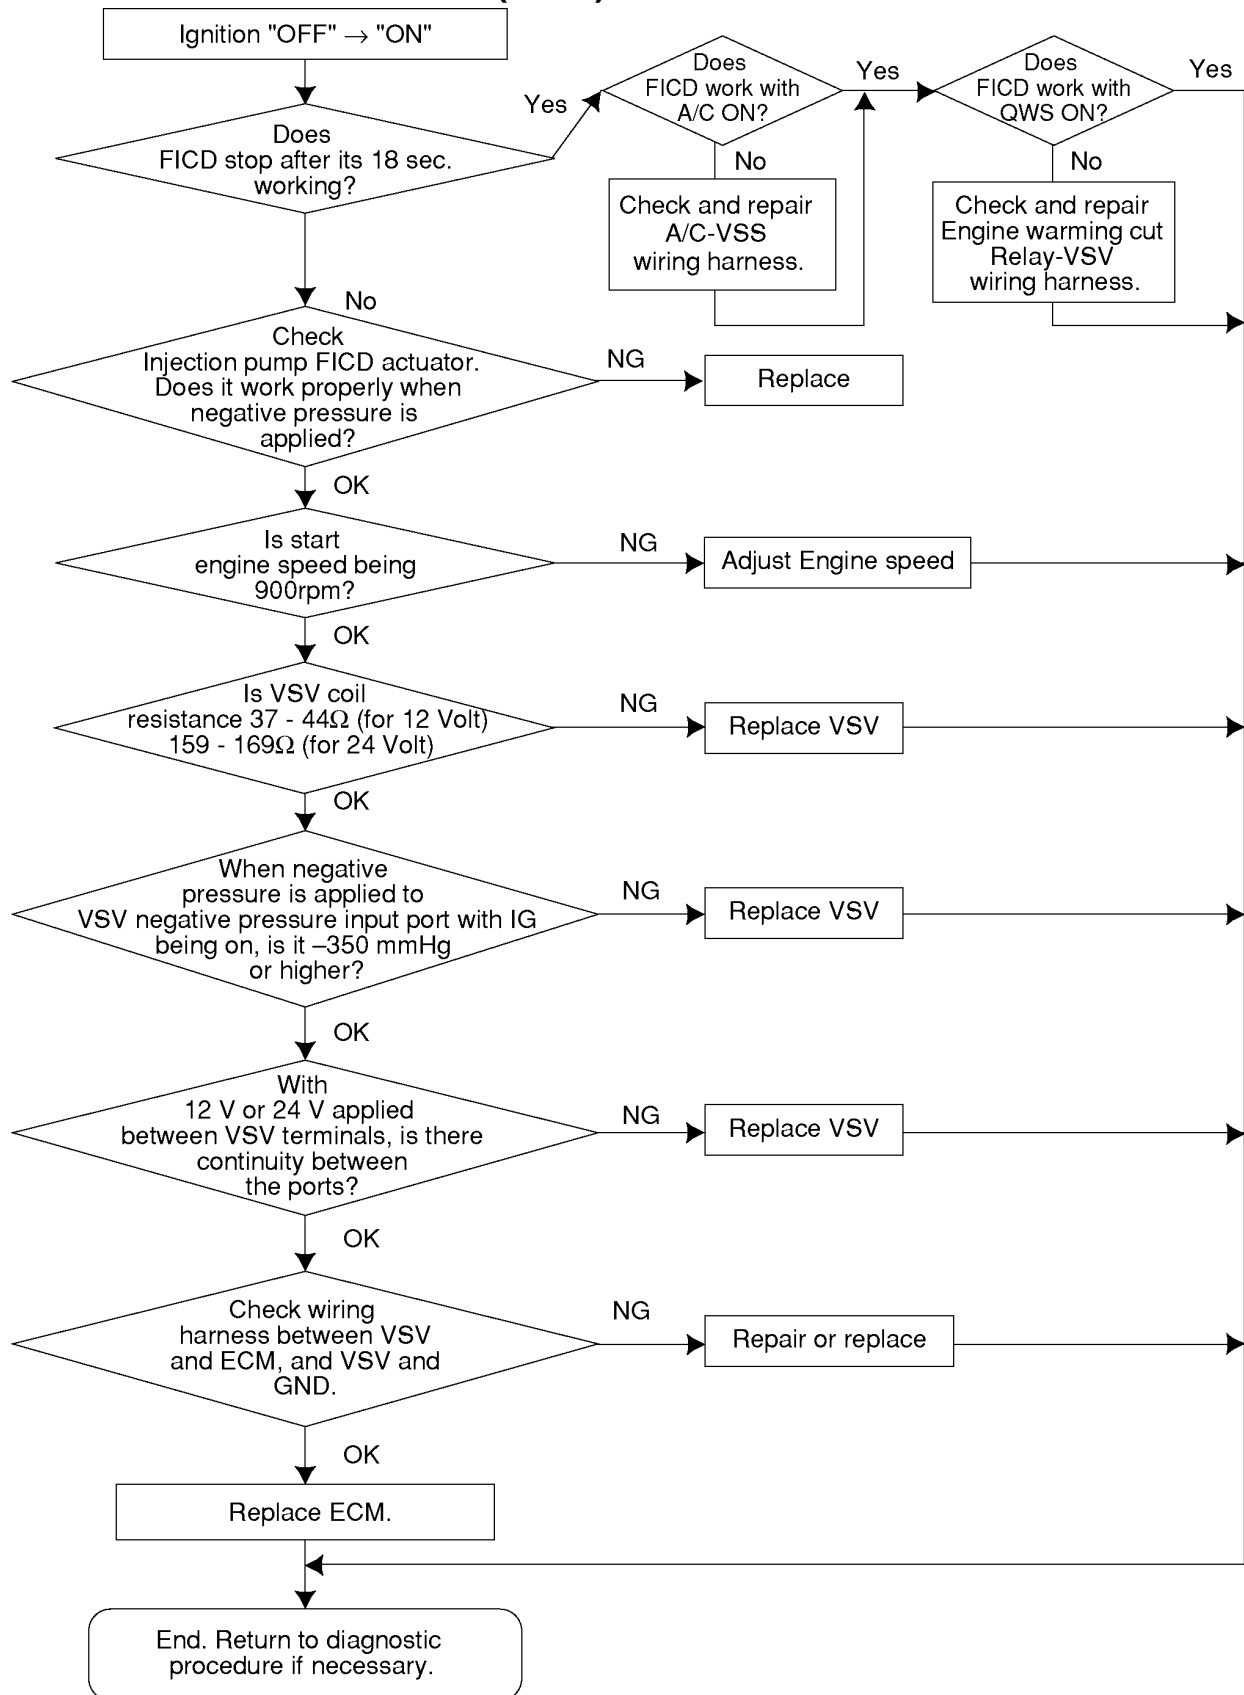 Ignition "OFF" → "ON"
Does
FICD stop after its 18 sec.
working?
Yes
Does
FICD work with
A/C ON?
Yes
Does
FICD work with
QWS ON?
Yes
No
Check and repair
A/C-VSS
wiring harness.
No
Check and repair
Engine warming cut
Relay-VSV
wiring harness.
No
Check
Injection pump FICD actuator.
Does it work properly when
negative pressure is
applied?
NG
Replace
OK
Is start
engine speed being
900rpm?
NG
Adjust Engine speed
OK
Is VSV coil
resistance 37 - 44Ω (for 12 Volt)
159 - 169Ω (for 24 Volt)
NG
Replace VSV
OK
When negative
pressure is applied to
VSV negative pressure input port with IG
being on, is it –350 mmHg
or higher?
NG
Replace VSV
OK
With
12 V or 24 V applied
between VSV terminals, is there
continuity between
the ports?
NG
Replace VSV
OK
Check wiring
harness between VSV
and ECM, and VSV and
GND.
NG
Repair or replace
OK
Replace ECM.
End. Return to diagnostic
procedure if necessary.